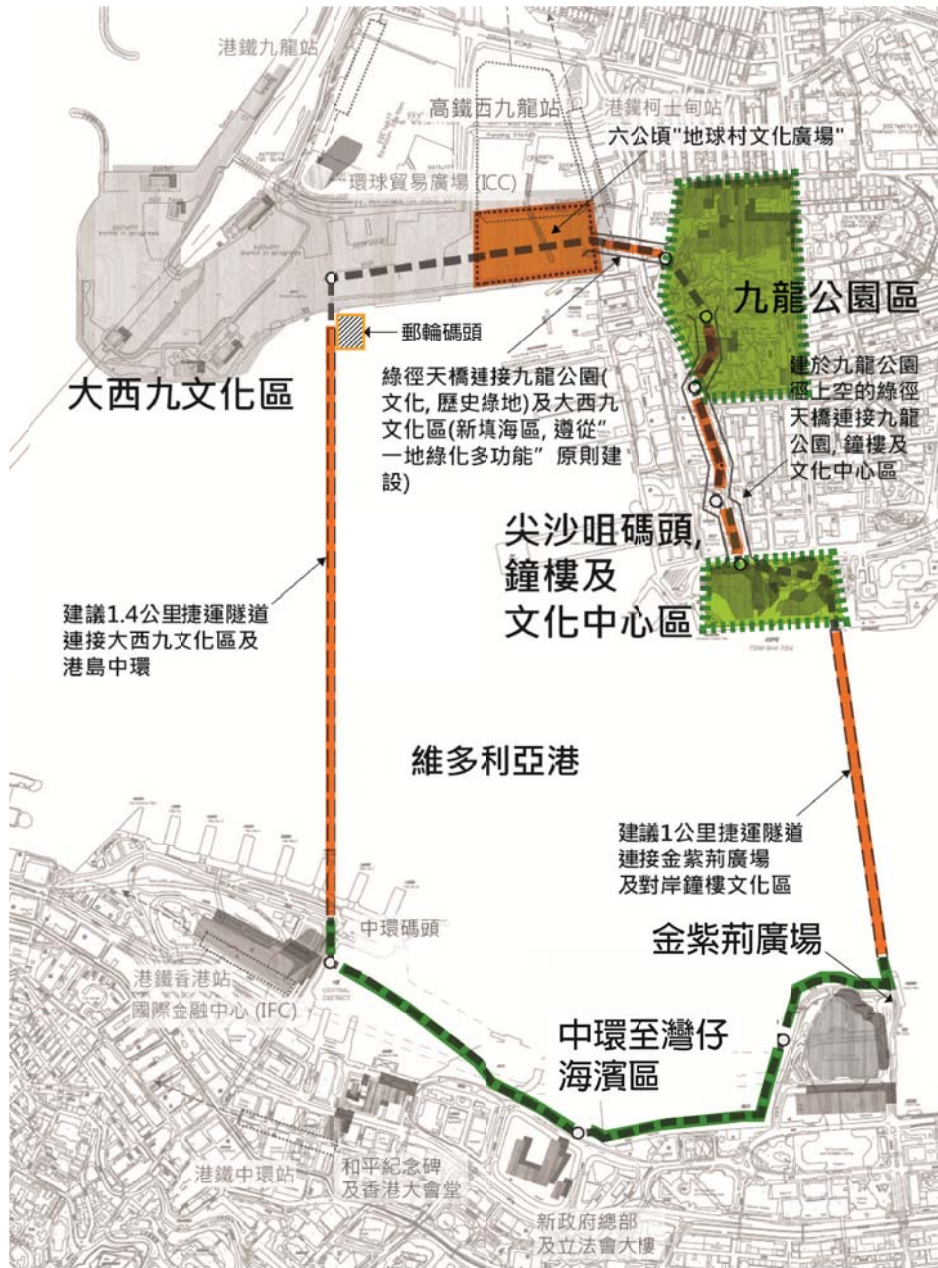 港鐵九龍站
高鐵西九龍站
港鐵柯士甸站
六公頃"地球村文化廣場"
環球貿易廣場 (ICC)
九龍公園區
郵輪碼頭
大西九文化區
綠徑天橋連接九龍公園(
文化, 歷史綠地)及大西九
文化區(新填海區, 遵從”
一地綠化多功能” 原則建
設)
建於九龍公園
徑上空的綠徑
天橋連接九龍
公園, 鐘樓及
文化中心區
尖沙咀碼頭,
鐘樓及
文化中心區
建議1.4公里捷運隧道
連接大西九文化區及
港島中環
維多利亞港
建議1公里捷運隧道
連接金紫荊廣場
及對岸鐘樓文化區
中環碼頭
金紫荊廣場
港鐵香港站
國際金融中心 (IFC)
CENTRAL
DISTRICT
中環至灣仔
海濱區
港鐵中環站
和平紀念碑
及香港大會堂
新政府總部
及立法會大樓